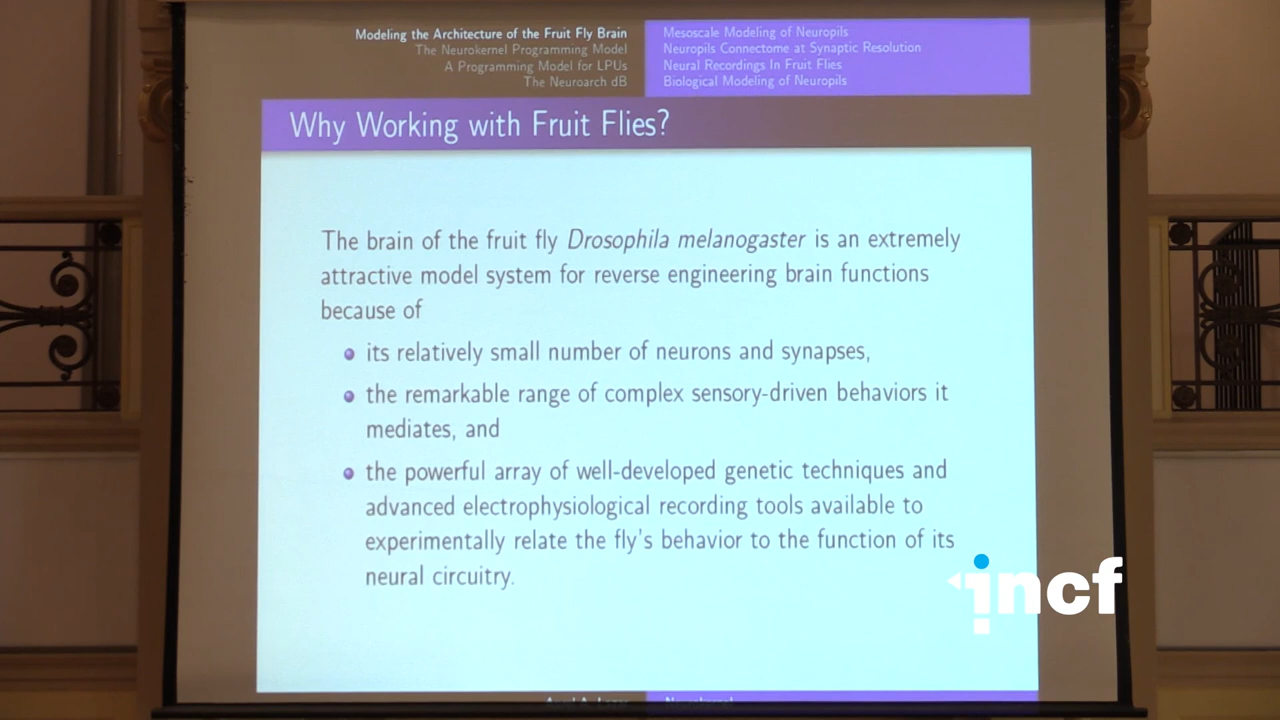 Modeling the Architecture of the Fruit Fly Brain
The Neurokernel Programming Model
A Programming Model for LPUs
The Neuroarch dB
Mesoscale Modeling of Neuropils
Neuropils Connectome at Synaptic Resolution
Neural Recordings In Fruit Flies
Biological Modeling of Neuropils
Why Working with Fruit Flies?
The brain of the fruit fly Drosophila melanogaster is an extremely
attractive model system for reverse engineering brain functions
because of
its relatively small number of neurons and synapses,
the remarkable range of complex sensory-driven behaviors it
mediates, and
the powerful array of well-developed genetic techniques and
advanced electrophysiological recording tools available to
experimentally relate the fly's behavior to the function of its
neural circuitry.
incf